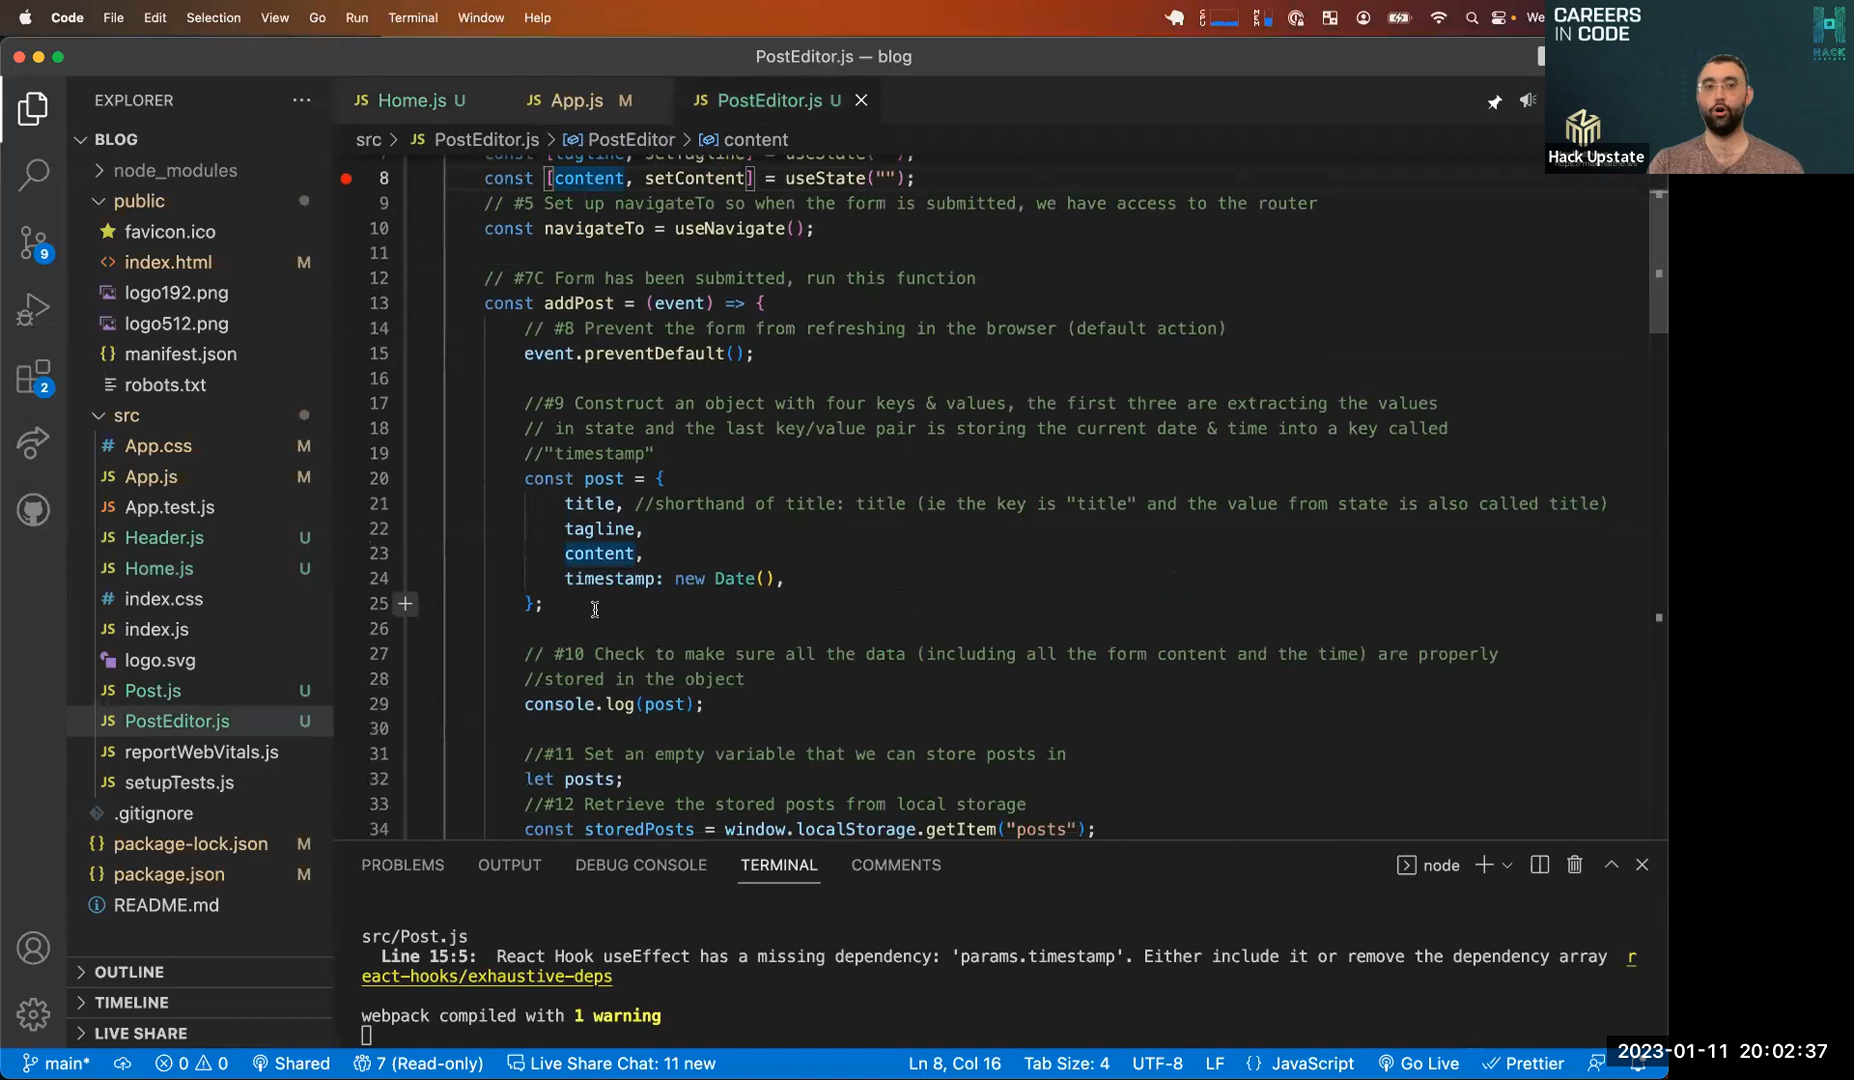 Code File Edit Selection View Go Run Terminal Window Help
CAREERS
IN CODE
HACK
UPSTATE
Hack Upstate
PostEditor.js — blog
EXPLORER
Home.js U
App.js M
PostEditor.js U
src > PostEditor.js > PostEditor > content
BLOG
node_modules
public
favicon.ico
index.html M
logo192.png
logo512.png
manifest.json
robots.txt
src
App.css M
App.js M
App.test.js
Header.js U
Home.js U
index.css
index.js
logo.svg
Post.js U
PostEditor.js U
reportWebVitals.js
setupTests.js
.gitignore
package-lock.json M
package.json M
README.md
OUTLINE
TIMELINE
LIVE SHARE
9
2
const [tagline, setTagline] = useState("");
8 const [content, setContent] = useState("");
9 // #5 Set up navigateTo so when the form is submitted, we have access to the router
10 const navigateTo = useNavigate();
11
12 // #7C Form has been submitted, run this function
13 const addPost = (event) => {
14 // #8 Prevent the form from refreshing in the browser (default action)
15 event.preventDefault();
16
17 //#9 Construct an object with four keys & values, the first three are extracting the values
18 // in state and the last key/value pair is storing the current date & time into a key called
19 //"timestamp"
20 const post = {
21 title, //shorthand of title: title (ie the key is "title" and the value from state is also called title)
22 tagline,
23 content,
24 timestamp: new Date(),
25 };
26
27 // #10 Check to make sure all the data (including all the form content and the time) are properly
28 //stored in the object
29 console.log(post);
30
31 //#11 Set an empty variable that we can store posts in
32 let posts;
33 //#12 Retrieve the stored posts from local storage
34 const storedPosts = window.localStorage.getItem("posts");
PROBLEMS OUTPUT DEBUG CONSOLE TERMINAL COMMENTS
node
src/Post.js
Line 15:5: React Hook useEffect has a missing dependency: 'params.timestamp'. Either include it or remove the dependency array r
eact-hooks/exhaustive-deps
webpack compiled with 1 warning
main* 0 0 Shared 7 (Read-only) Live Share Chat: 11 new Ln 8, Col 16 Tab Size: 4 UTF-8 LF {} JavaScript Go Live Prettier
2023-01-11 20:02:37